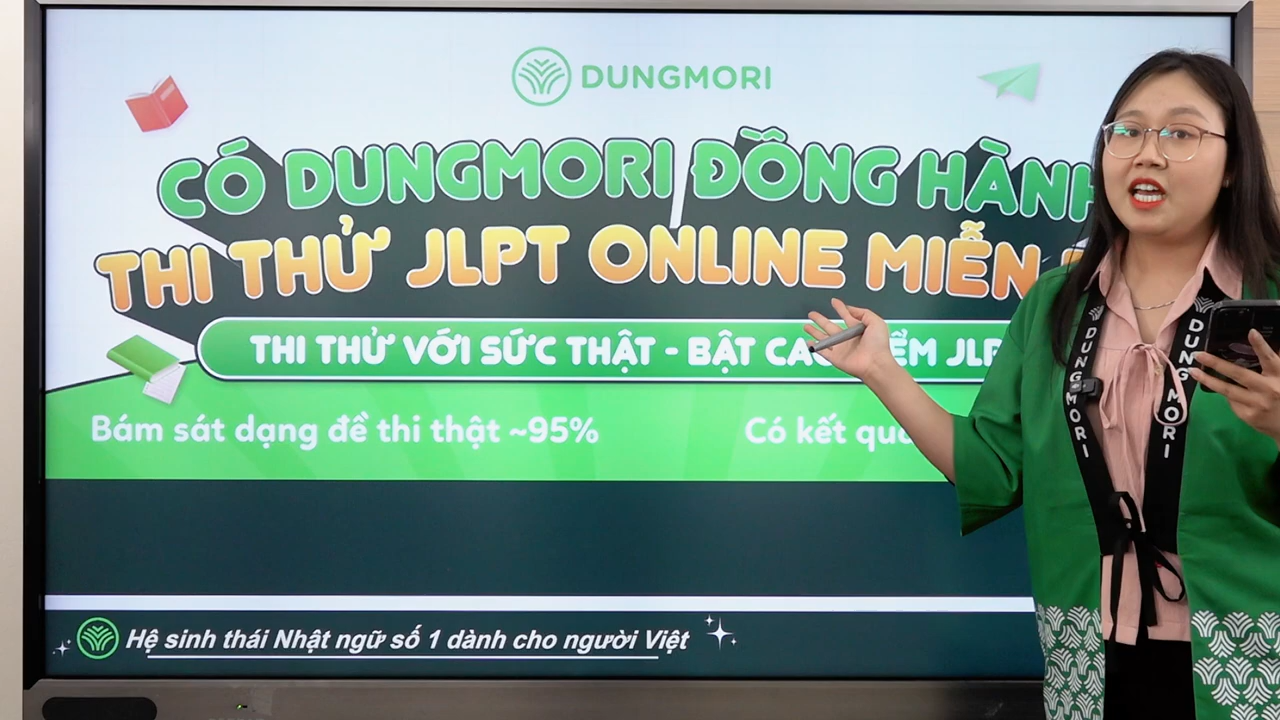 DUNGMORI
CÓ DUNGMORI ĐỒNG HÀNH
THI THỬ JLPT ONLINE MIỄN
THI THỬ VỚI SỨC THẬT - BẬT
Bám sát dạng đề thi thật ~95%
Có kết
Hệ sinh thái Nhật ngữ số 1 dành cho người Việt
DUNGMORI
DUNGMORI